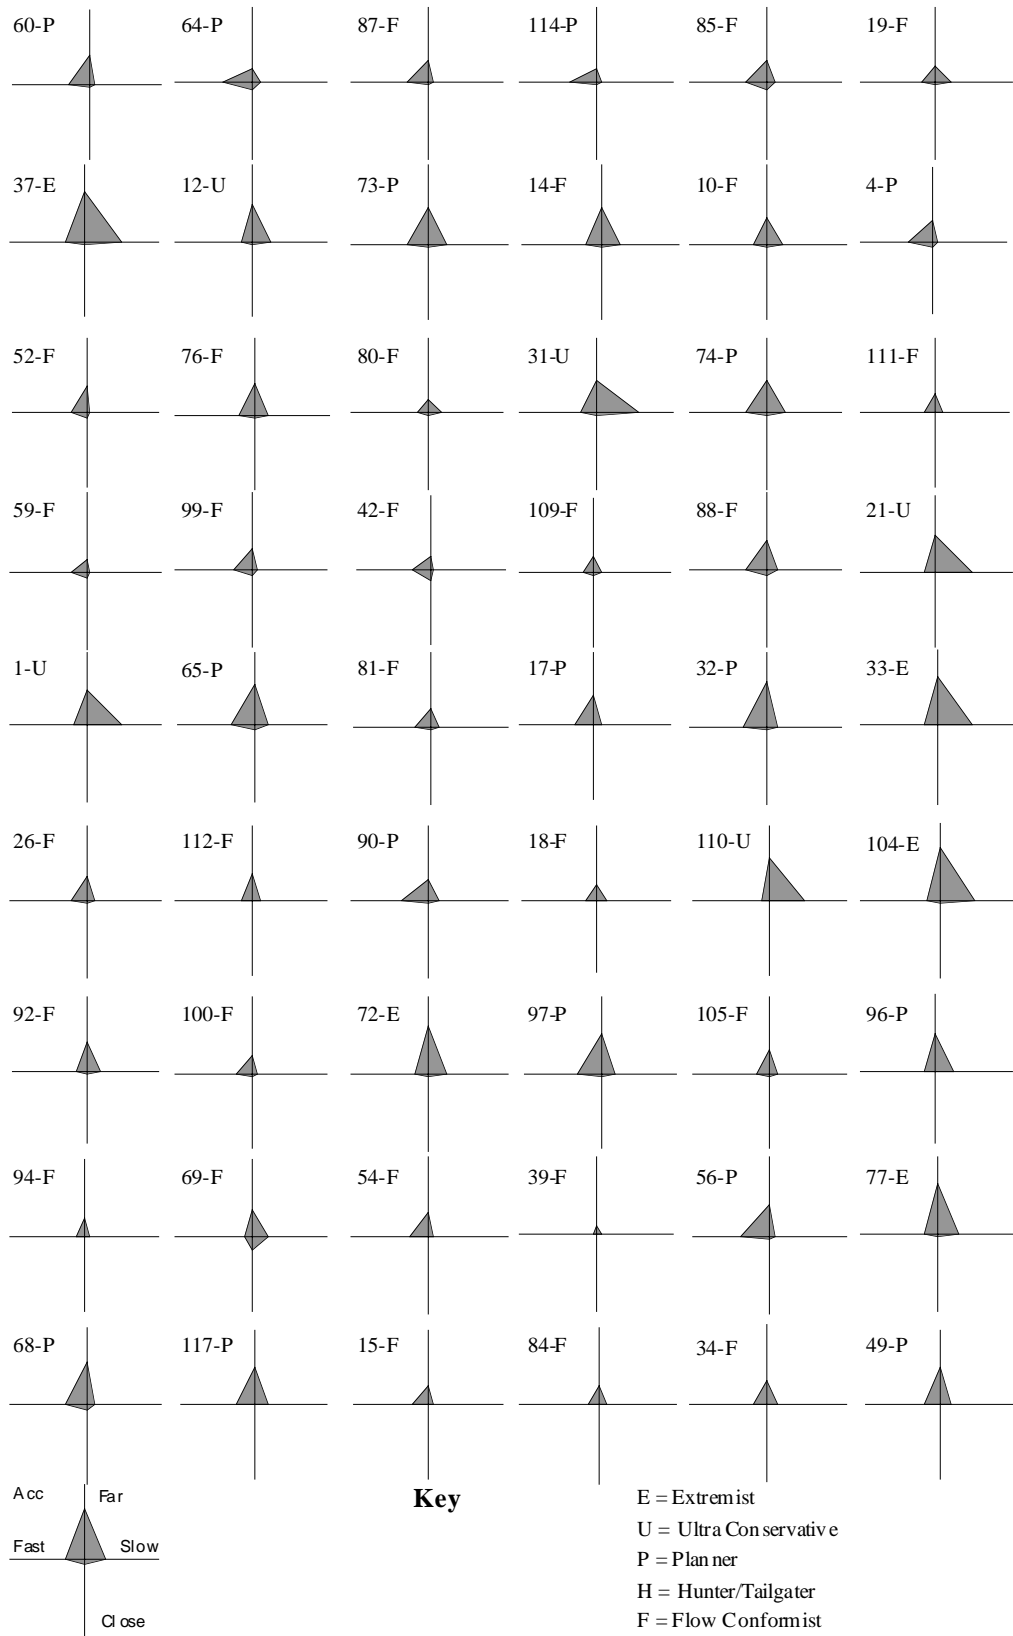 60-P 64-P 87-F 114-P 85-F 19-F
37-E 12-U 73-P 14-F 10-F 4-P
52-F 76-F 80-F 31-U 74-P 111-F
59-F 99-F 42-F 109-F 88-F 21-U
1-U 65-P 81-F 17-P 32-P 33-E
26-F 112-F 90-P 18-F 110-U 104-E
92-F 100-F 72-E 97-P 105-F 96-P
94-F 69-F 54-F 39-F 56-P 77-E
68-P 117-P 15-F 84-F 34-F 49-P
Acc Far
Fast Slow
Close
Key
E = Extremist
U = Ultra Conservative
P = Planner
H = Hunter/Tailgater
F = Flow Conformist